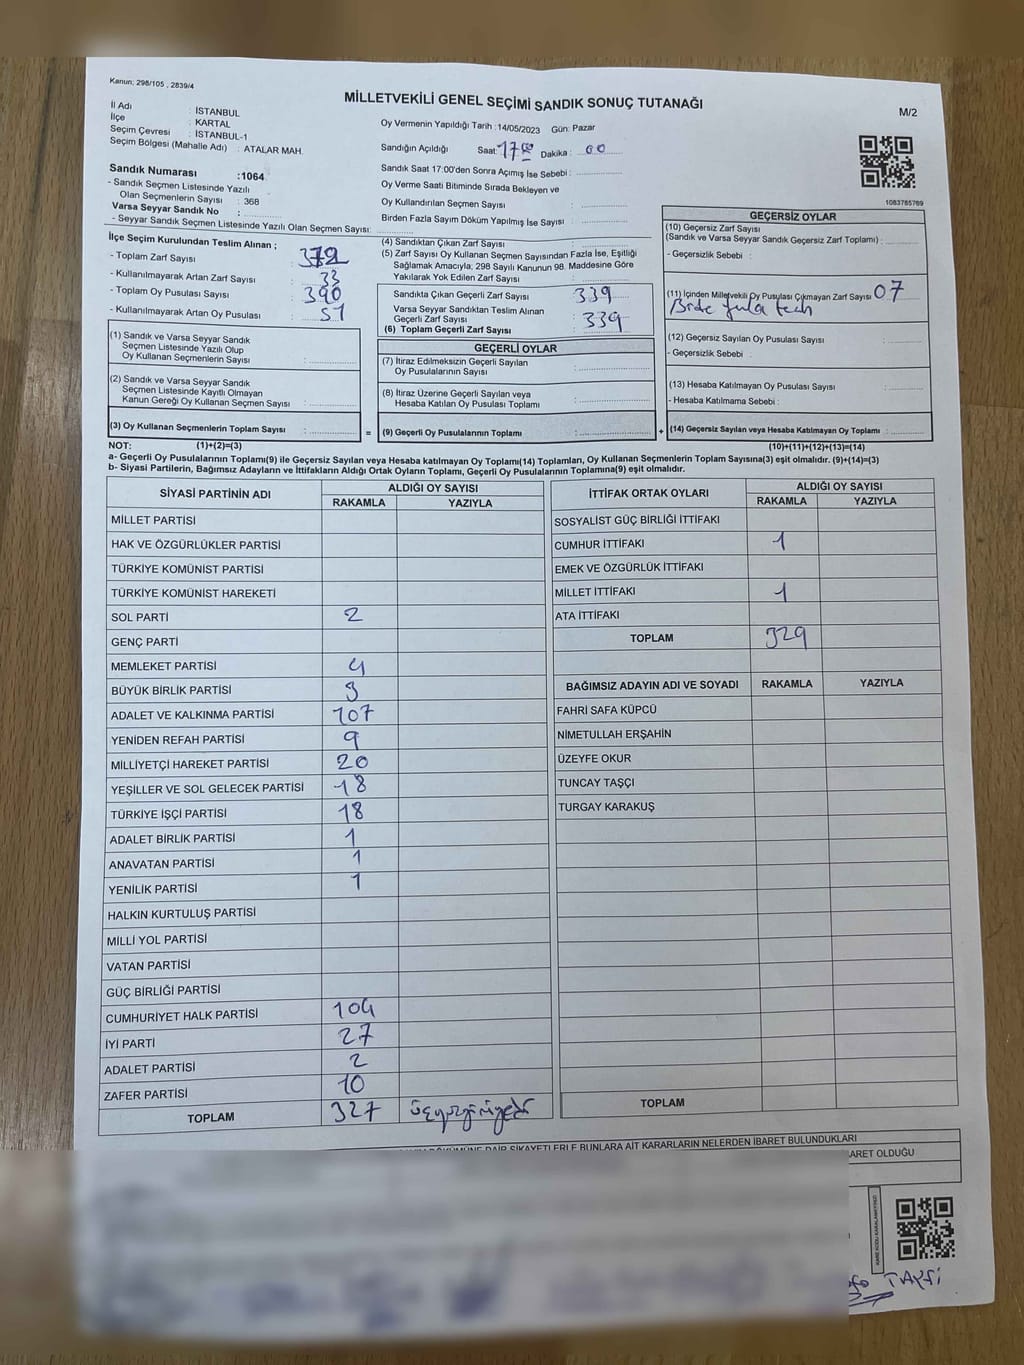 Kanun: 298/105 , 2839/4
MİLLETVEKİLİ GENEL SEÇİMİ SANDIK SONUÇ TUTANAĞI
M/2
İl Adı : İSTANBUL
İlçe : KARTAL
Seçim Çevresi : İSTANBUL-1
Seçim Bölgesi (Mahalle Adı) : ATALAR MAH.
Sandık Numarası :1064
- Sandık Seçmen Listesinde Yazılı
Olan Seçmenlerin Sayısı : 368
Varsa Seyyar Sandık No :
- Seyyar Sandık Seçmen Listesinde Yazılı Olan Seçmen Sayısı:
Oy Vermenin Yapıldığı Tarih :14/05/2023 Gün: Pazar
Sandığın Açıldığı Saat: 17 00 Dakika : 00
Sandık Saat 17:00'den Sonra Açılmış İse Sebebi :
Oy Verme Saati Bitiminde Sırada Bekleyen ve
Oy Kullandırılan Seçmen Sayısı :
Birden Fazla Sayım Döküm Yapılmış İse Sayısı :
1083785789
İlçe Seçim Kurulundan Teslim Alınan ;
- Toplam Zarf Sayısı : 372
- Kullanılmayarak Artan Zarf Sayısı : 33
- Toplam Oy Pusulası Sayısı : 390
- Kullanılmayarak Artan Oy Pusulası : 51
(1) Sandık ve Varsa Seyyar Sandık
Seçmen Listesinde Yazılı Olup
Oy Kullanan Seçmenlerin Sayısı :
(2) Sandık ve Varsa Seyyar Sandık
Seçmen Listesinde Kayıtlı Olmayan
Kanun Gereği Oy Kullanan Seçmen Sayısı :
(3) Oy Kullanan Seçmenlerin Toplam Sayısı :
(4) Sandıktan Çıkan Zarf Sayısı :
(5) Zarf Sayısı Oy Kullanan Seçmen Sayısından Fazla İse, Eşitliği
Sağlamak Amacıyla; 298 Sayılı Kanunun 98. Maddesine Göre
Yakılarak Yok Edilen Zarf Sayısı :
Sandıkta Çıkan Geçerli Zarf Sayısı : 339
Varsa Seyyar Sandıktan Teslim Alınan
Geçerli Zarf Sayısı
(6) Toplam Geçerli Zarf Sayısı : 339
GEÇERLİ OYLAR
(7) İtiraz Edilmeksizin Geçerli Sayılan
Oy Pusulalarının Sayısı :
(8) İtiraz Üzerine Geçerli Sayılan veya
Hesaba Katılan Oy Pusulası Toplamı :
= (9) Geçerli Oy Pusulalarının Toplamı : +
GEÇERSİZ OYLAR
(10) Geçersiz Zarf Sayısı
(Sandık ve Varsa Seyyar Sandık Geçersiz Zarf Toplamı) :
- Geçersizlik Sebebi :
(11) İçinden Milletvekili Oy Pusulası Çıkmayan Zarf Sayısı 07
(12) Geçersiz Sayılan Oy Pusulası Sayısı :
- Geçersizlik Sebebi :
(13) Hesaba Katılmayan Oy Pusulası Sayısı :
- Hesaba Katılmama Sebebi :
(14) Geçersiz Sayılan veya Hesaba Katılmayan Oy Toplamı :
NOT: (1)+(2)=(3)
(10)+(11)+(12)+(13)=(14)
a- Geçerli Oy Pusulalarının Toplamı(9) ile Geçersiz Sayılan veya Hesaba katılmayan Oy Toplamı(14) Toplamları, Oy Kullanan Seçmenlerin Toplam Sayısına(3) eşit olmalıdır. (9)+(14)=(3)
b- Siyasi Partilerin, Bağımsız Adayların ve İttifakların Aldığı Ortak Oyların Toplamı, Geçerli Oy Pusulalarının Toplamına(9) eşit olmalıdır.
SİYASİ PARTİNİN ADI
ALDIĞI OY SAYISI
RAKAMLA YAZIYLA
MİLLET PARTİSİ
HAK VE ÖZGÜRLÜKLER PARTİSİ
TÜRKİYE KOMÜNİST PARTİSİ
TÜRKİYE KOMÜNİST HAREKETİ
SOL PARTİ 2
GENÇ PARTİ
MEMLEKET PARTİSİ 4
BÜYÜK BİRLİK PARTİSİ 3
ADALET VE KALKINMA PARTİSİ 107
YENİDEN REFAH PARTİSİ 9
MİLLİYETÇİ HAREKET PARTİSİ 20
YEŞİLLER VE SOL GELECEK PARTİSİ 18
TÜRKİYE İŞÇİ PARTİSİ 18
ADALET BİRLİK PARTİSİ 1
ANAVATAN PARTİSİ 1
YENİLİK PARTİSİ 1
HALKIN KURTULUŞ PARTİSİ
MİLLİ YOL PARTİSİ
VATAN PARTİSİ
GÜÇ BİRLİĞİ PARTİSİ
CUMHURİYET HALK PARTİSİ 104
İYİ PARTİ 27
ADALET PARTİSİ 2
ZAFER PARTİSİ 10
TOPLAM 327
İTTİFAK ORTAK OYLARI
ALDIĞI OY SAYISI
RAKAMLA YAZIYLA
SOSYALİST GÜÇ BİRLİĞİ İTTİFAKI
CUMHUR İTTİFAKI 1
EMEK VE ÖZGÜRLÜK İTTİFAKI
MİLLET İTTİFAKI 1
ATA İTTİFAKI
TOPLAM 329
BAĞIMSIZ ADAYIN ADI VE SOYADI RAKAMLA YAZIYLA
FAHRİ SAFA KÜPCÜ
NİMETULLAH ERŞAHİN
ÜZEYFE OKUR
TUNCAY TAŞÇI
TURGAY KARAKUŞ
TOPLAM
DAİR ŞİKAYETLERLE BUNLARA AİT KARARLARIN NELERDEN İBARET BULUNDUKLARI
OLDUĞU